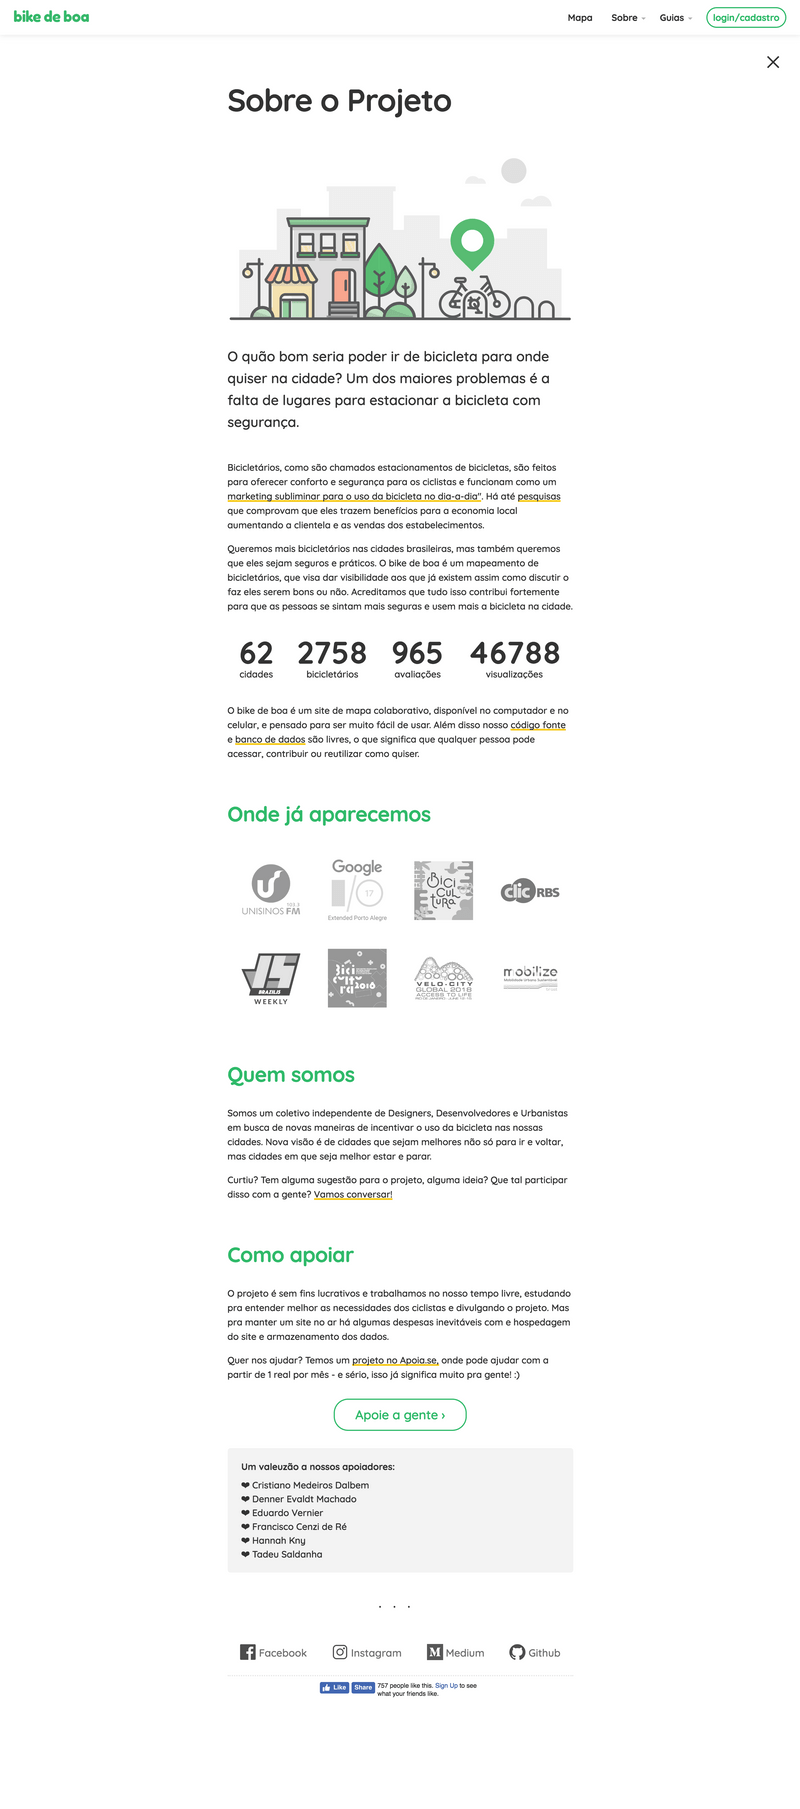 bike de boa
Mapa Sobre Guias login/cadastro
Sobre o Projeto
O quão bom seria poder ir de bicicleta para onde
quiser na cidade? Um dos maiores problemas é a
falta de lugares para estacionar a bicicleta com
segurança.
Bicicletários, como são chamados estacionamentos de bicicletas, são feitos
para oferecer conforto e segurança para os ciclistas e funcionam como um
marketing subliminar para o uso da bicicleta no dia-a-dia". Há até pesquisas
que comprovam que eles trazem benefícios para a economia local
aumentando a clientela e as vendas dos estabelecimentos.
Queremos mais bicicletários nas cidades brasileiras, mas também queremos
que eles sejam seguros e práticos. O bike de boa é um mapeamento de
bicicletários, que visa dar visibilidade aos que já existem assim como discutir o
faz eles serem bons ou não. Acreditamos que tudo isso contribui fortemente
para que as pessoas se sintam mais seguras e usem mais a bicicleta na cidade.
62 2758 965 46788
cidades bicicletários avaliações visualizações
O bike de boa é um site de mapa colaborativo, disponível no computador e no
celular, e pensado para ser muito fácil de usar. Além disso nosso código fonte
e banco de dados são livres, o que significa que qualquer pessoa pode
acessar, contribuir ou reutilizar como quiser.
Onde já aparecemos
UNISINOS FM 103.3
Google
I/O 17
Extended Porto Alegre
BICICULTURA
clicRBS
JS
BRAZILIS
WEEKLY
Bicicultura 2016
VELO-CITY
GLOBAL 2018
ACCESS TO LIFE
RIO DE JANEIRO - JUNE 12-15
mobilize
Mobilidade Urbana Sustentável
Quem somos
Somos um coletivo independente de Designers, Desenvolvedores e Urbanistas
em busca de novas maneiras de incentivar o uso da bicicleta nas nossas
cidades. Nova visão é de cidades que sejam melhores não só para ir e voltar,
mas cidades em que seja melhor estar e parar.
Curtiu? Tem alguma sugestão para o projeto, alguma ideia? Que tal participar
disso com a gente? Vamos conversar!
Como apoiar
O projeto é sem fins lucrativos e trabalhamos no nosso tempo livre, estudando
pra entender melhor as necessidades dos ciclistas e divulgando o projeto. Mas
pra manter um site no ar há algumas despesas inevitáveis com e hospedagem
do site e armazenamento dos dados.
Quer nos ajudar? Temos um projeto no Apoia.se, onde pode ajudar com a
partir de 1 real por mês - e sério, isso já significa muito pra gente! :)
Apoie a gente ›
Um valeuzão a nossos apoiadores:
❤ Cristiano Medeiros Dalbem
❤ Denner Evaldt Machado
❤ Eduardo Vernier
❤ Francisco Cenzi de Ré
❤ Hannah Kny
❤ Tadeu Saldanha
. . .
Facebook Instagram Medium Github
Like Share 757 people like this. Sign Up to see
what your friends like.